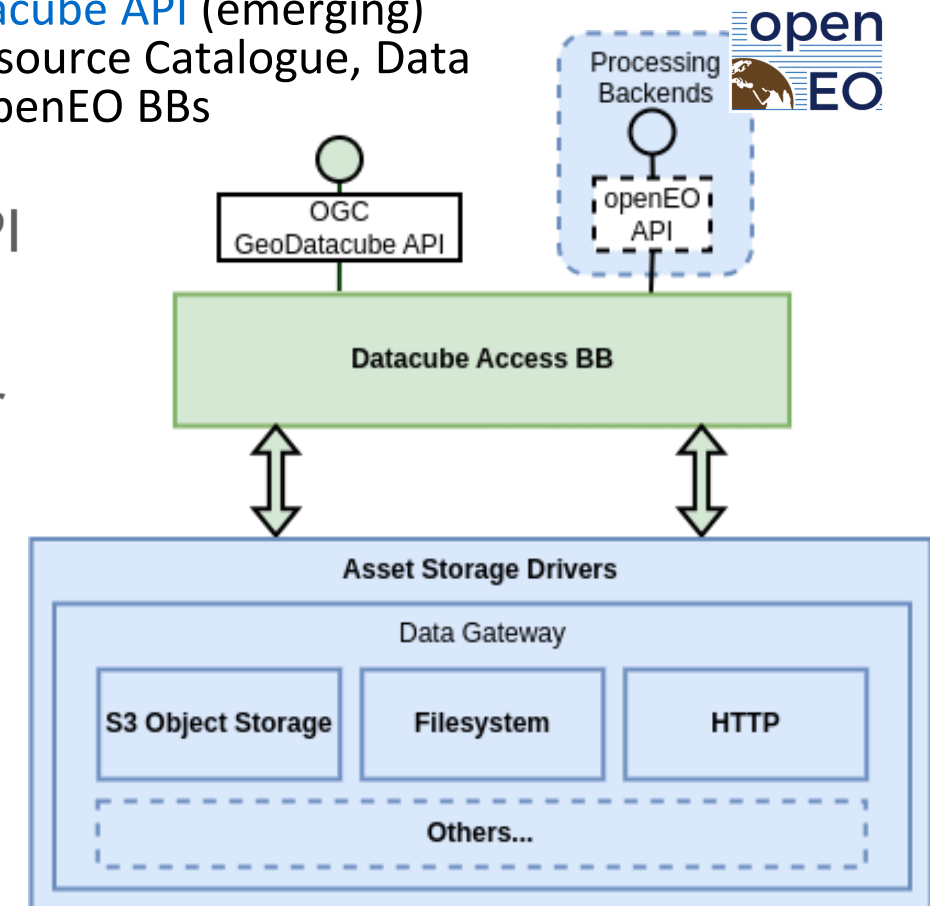 acube API (emerging)
source Catalogue, Data
penEO BBs
open
EO
Processing
Backends
openEO
API
OGC
GeoDatacube API
PI
Datacube Access BB
Asset Storage Drivers
Data Gateway
S3 Object Storage
Filesystem
HTTP
Others...